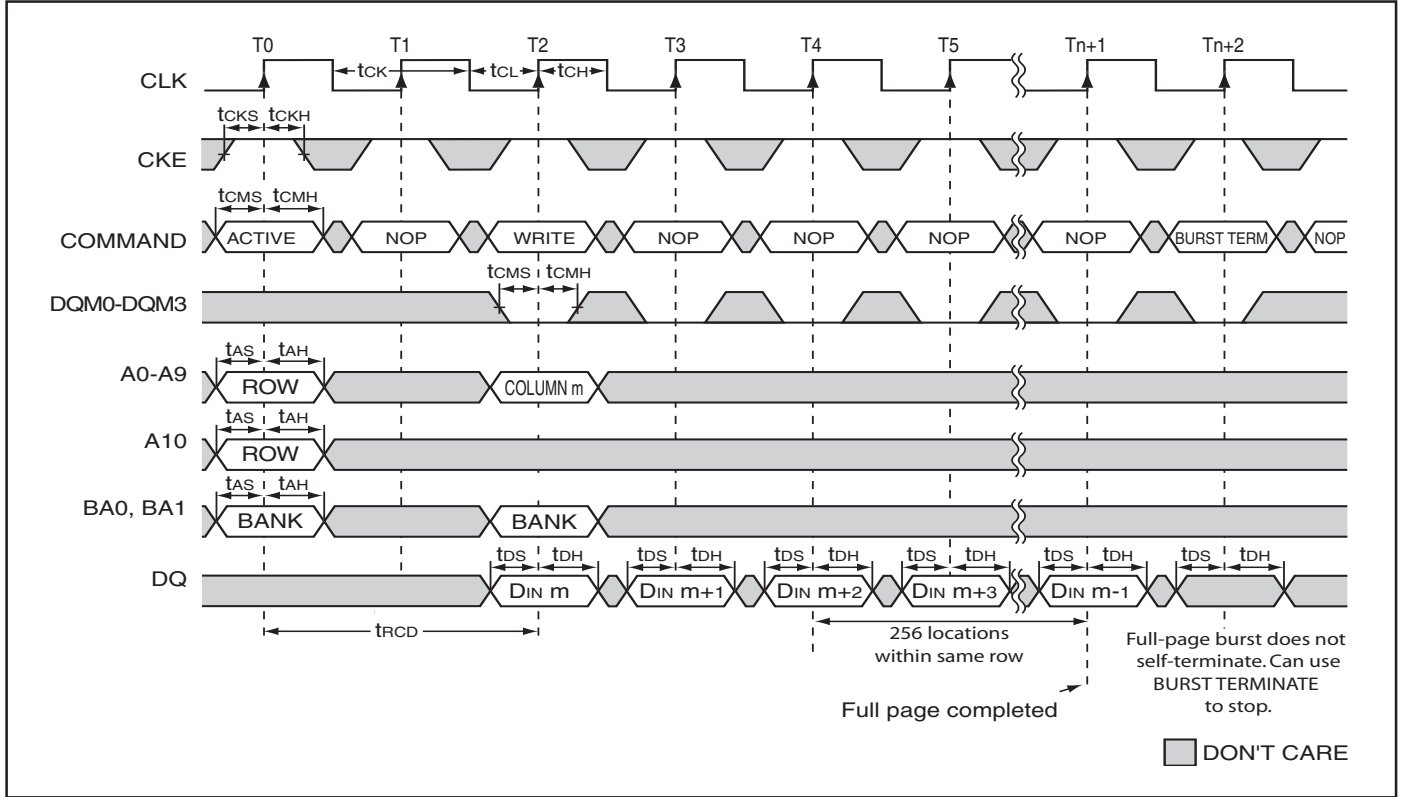 T0 T1 T2 T3 T4 T5 Tn+1 Tn+2
CLK
tCK tCL tCH
tCKS tCKH
CKE
tCMS tCMH
COMMAND ACTIVE NOP WRITE NOP NOP NOP NOP BURST TERM NOP
tCMS tCMH
DQM0-DQM3
tAS tAH
A0-A9 ROW COLUMN m
tAS tAH
A10 ROW
tAS tAH
BA0, BA1 BANK BANK
tDS tDH tDS tDH tDS tDH tDS tDH tDS tDH tDS tDH
DQ DIN m DIN m+1 DIN m+2 DIN m+3 DIN m-1
tRCD
256 locations
within same row
Full page completed
Full-page burst does not
self-terminate. Can use
BURST TERMINATE
to stop.
DON'T CARE